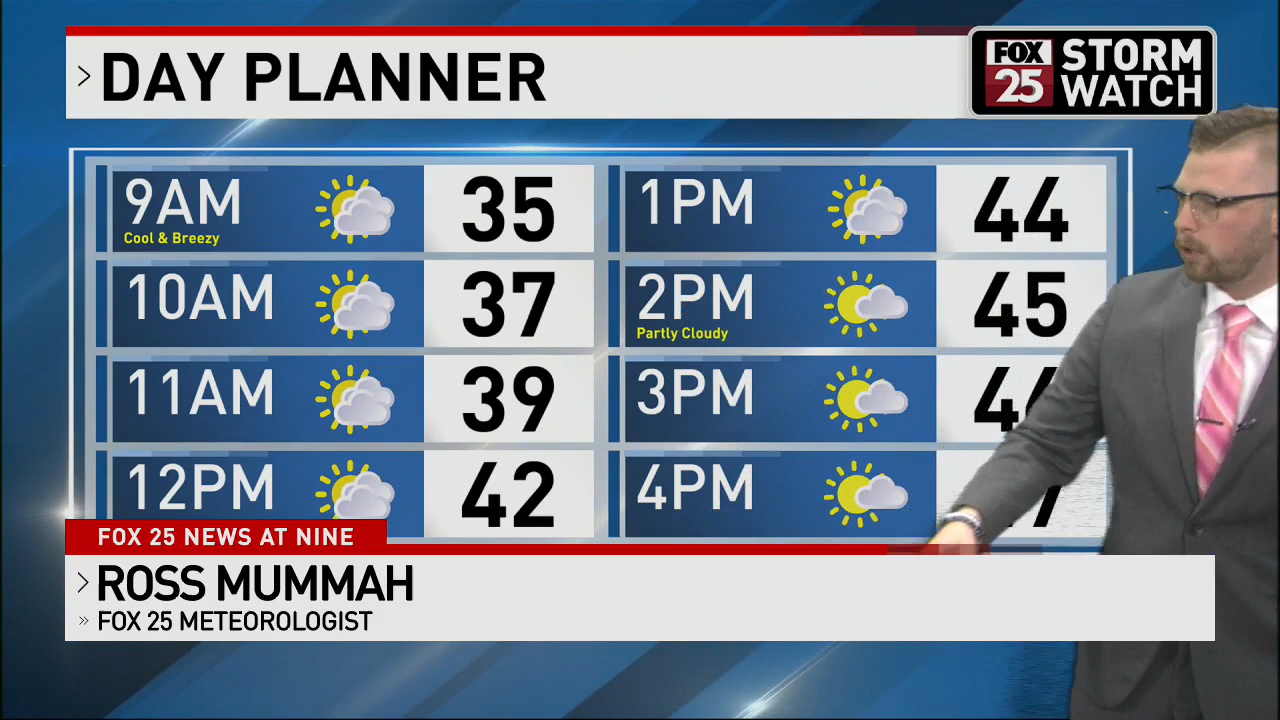 DAY PLANNER
FOX 25 STORM WATCH
9AM 35
Cool & Breezy
10AM 37
11AM 39
12PM 42
1PM 44
2PM 45
Partly Cloudy
3PM
4PM
FOX 25 NEWS AT NINE
ROSS MUMMAH
FOX 25 METEOROLOGIST